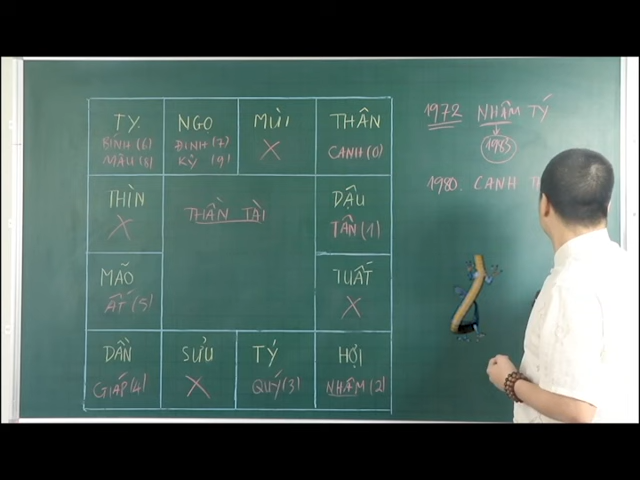 TỴ
BÍNH (6)
MẬU (8)
NGỌ
ĐINH (7)
KỶ (9)
MÙI
X
THÂN
CANH (0)
THÌN
X
THẦN TÀI
DẬU
TÂN (1)
MÃO
ẤT (5)
TUẤT
X
DẦN
GIÁP (4)
SỬU
X
TÝ
QUÝ (3)
HỢI
NHÂM (2)
1972 NHÂM TÝ
1983
1980. CANH T